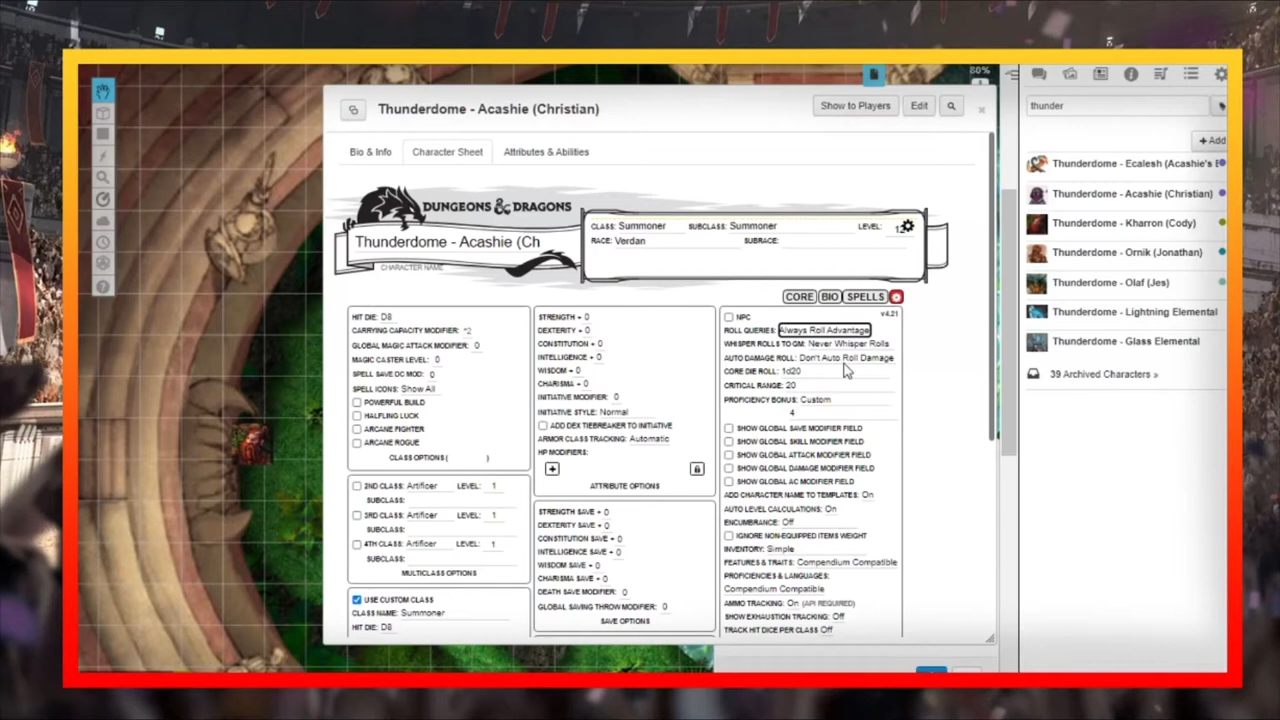 80%
thunder
Thunderdome - Acashie (Christian)
Show to Players
Edit
+ Add
Bio & Info
Character Sheet
Attributes & Abilities
DUNGEONS & DRAGONS
Thunderdome - Acashie (Ch
CHARACTER NAME
CLASS: Summoner SUBCLASS: Summoner LEVEL: 12
RACE: Verdan SUBRACE:
CORE BIO SPELLS
HIT DIE: D8
CARRYING CAPACITY MODIFIER: *2
GLOBAL MAGIC ATTACK MODIFIER: 0
MAGIC CASTER LEVEL: 0
SPELL SAVE DC MOD: 0
SPELL ICONS: Show All
POWERFUL BUILD
HALFLING LUCK
ARCANE FIGHTER
ARCANE ROGUE
CLASS OPTIONS ( )
2ND CLASS: Artificer LEVEL: 1
SUBCLASS:
3RD CLASS: Artificer LEVEL: 1
SUBCLASS:
4TH CLASS: Artificer LEVEL: 1
SUBCLASS:
MULTICLASS OPTIONS
USE CUSTOM CLASS
CLASS NAME: Summoner
HIT DIE: D8
STRENGTH + 0
DEXTERITY + 0
CONSTITUTION + 0
INTELLIGENCE + 0
WISDOM + 0
CHARISMA + 0
INITIATIVE MODIFIER: 0
INITIATIVE STYLE: Normal
ADD DEX TIEBREAKER TO INITIATIVE
ARMOR CLASS TRACKING: Automatic
HP MODIFIERS:
ATTRIBUTE OPTIONS
STRENGTH SAVE + 0
DEXTERITY SAVE + 0
CONSTITUTION SAVE + 0
INTELLIGENCE SAVE + 0
WISDOM SAVE + 0
CHARISMA SAVE + 0
DEATH SAVE MODIFIER: 0
GLOBAL SAVING THROW MODIFIER: 0
SAVE OPTIONS
NPC v4.21
ROLL QUERIES: Always Roll Advantage
WHISPER ROLLS TO GM: Never Whisper Rolls
AUTO DAMAGE ROLL: Don't Auto Roll Damage
CORE DIE ROLL: 1d20
CRITICAL RANGE: 20
PROFICIENCY BONUS: Custom
4
SHOW GLOBAL SAVE MODIFIER FIELD
SHOW GLOBAL SKILL MODIFIER FIELD
SHOW GLOBAL ATTACK MODIFIER FIELD
SHOW GLOBAL DAMAGE MODIFIER FIELD
SHOW GLOBAL AC MODIFIER FIELD
ADD CHARACTER NAME TO TEMPLATES: On
AUTO LEVEL CALCULATIONS: On
ENCUMBRANCE: Off
IGNORE NON-EQUIPPED ITEMS WEIGHT
INVENTORY: Simple
FEATURES & TRAITS: Compendium Compatible
PROFICIENCIES & LANGUAGES:
Compendium Compatible
AMMO TRACKING: On (API REQUIRED)
SHOW EXHAUSTION TRACKING: Off
TRACK HIT DICE PER CLASS Off
Thunderdome - Ecalesh (Acashie's E
Thunderdome - Acashie (Christian)
Thunderdome - Kharron (Cody)
Thunderdome - Ornik (Jonathan)
Thunderdome - Olaf (Jes)
Thunderdome - Lightning Elemental
Thunderdome - Glass Elemental
39 Archived Characters »